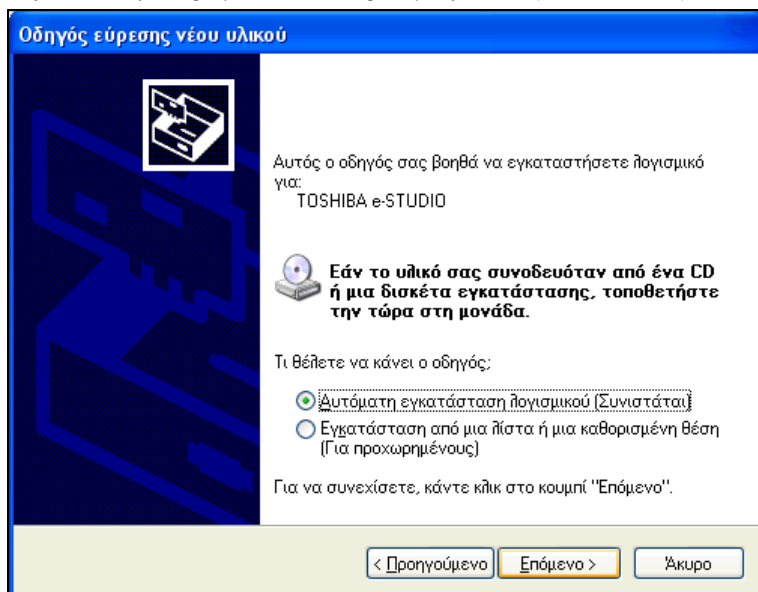 Οδηγός εύρεσης νέου υλικού
Αυτός ο οδηγός σας βοηθά να εγκαταστήσετε λογισμικό
για:
TOSHIBA e-STUDIO
Εάν το υλικό σας συνοδευόταν από ένα CD
ή μια δισκέτα εγκατάστασης, τοποθετήστε
την τώρα στη μονάδα.
Τι θέλετε να κάνει ο οδηγός;
Αυτόματη εγκατάσταση λογισμικού (Συνιστάται)
Εγκατάσταση από μια λίστα ή μια καθορισμένη θέση
(Για προχωρημένους)
Για να συνεχίσετε, κάντε κλικ στο κουμπί "Επόμενο".
< Προηγούμενο Επόμενο > Άκυρο